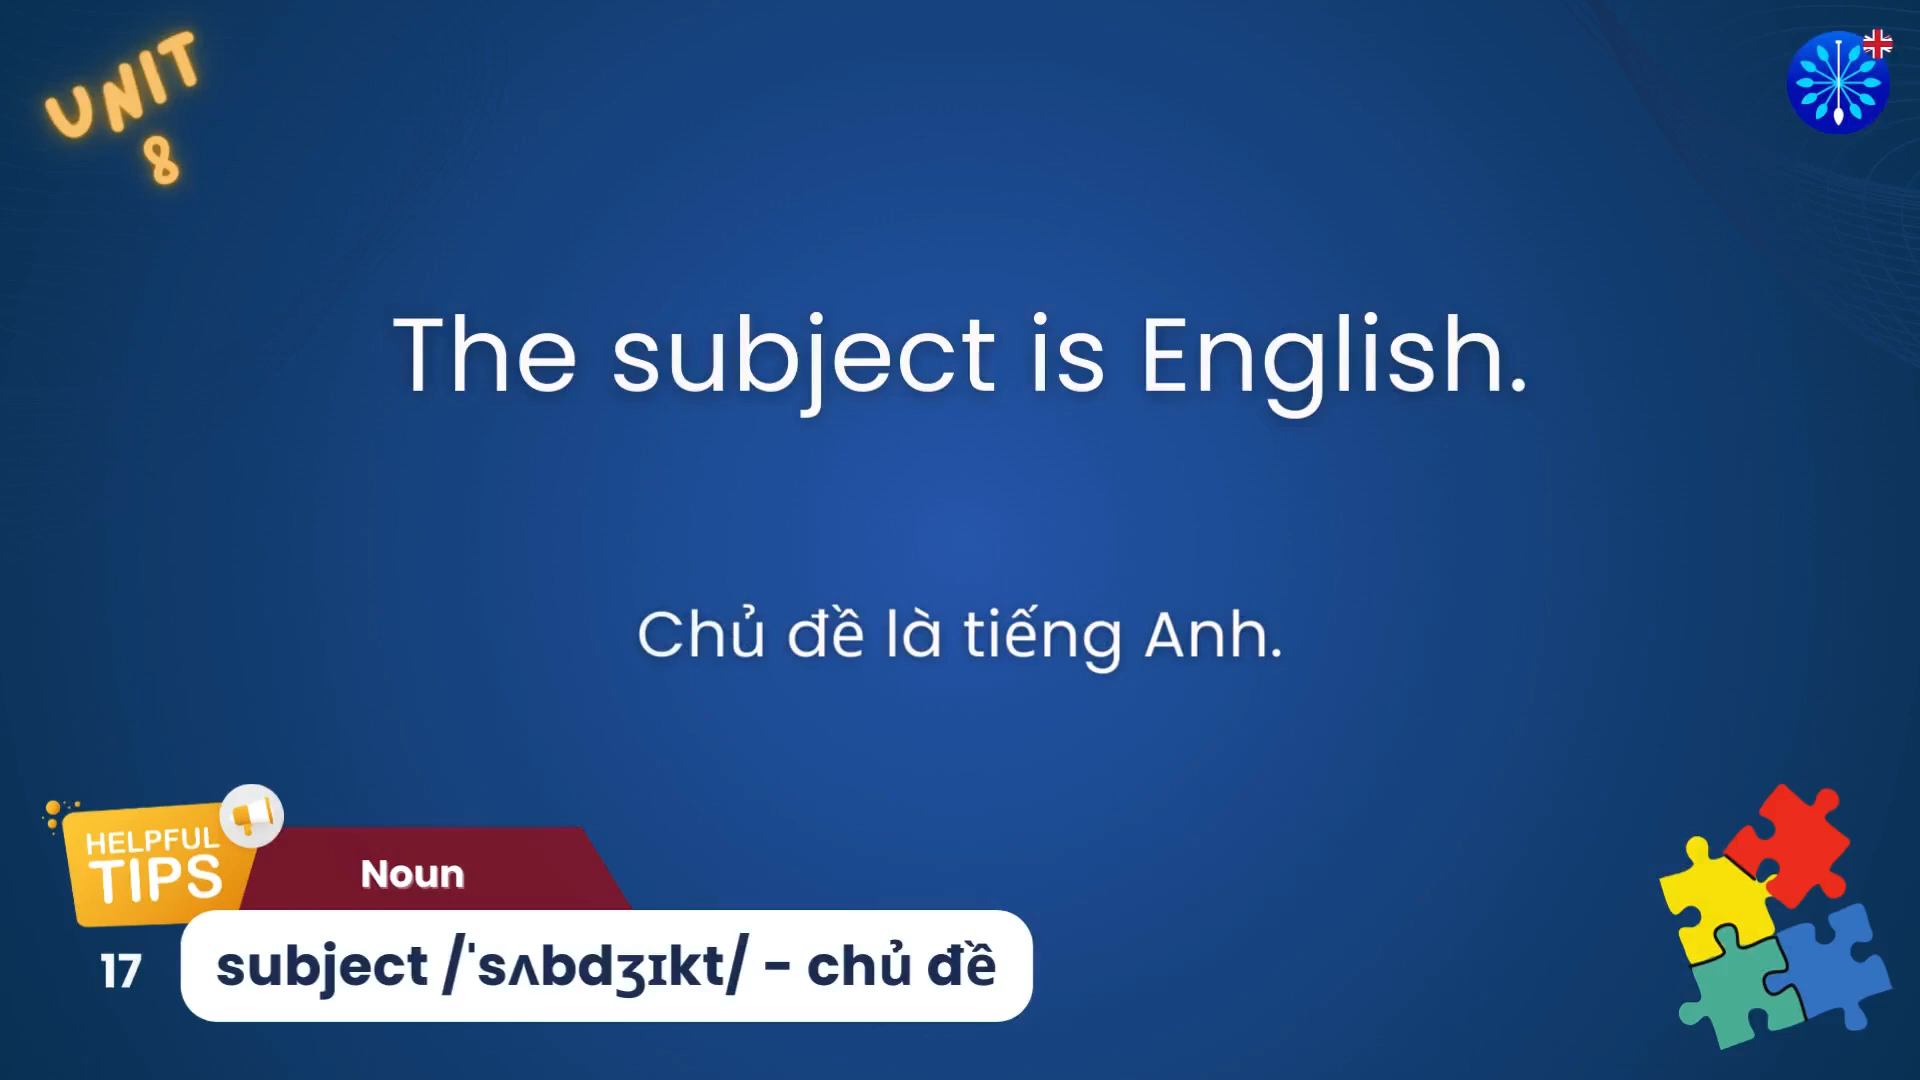 UNIT
8
The subject is English.
Chủ đề là tiếng Anh.
HELPFUL
TIPS
Noun
17
subject /ˈsʌbdʒɪkt/ - chủ đề